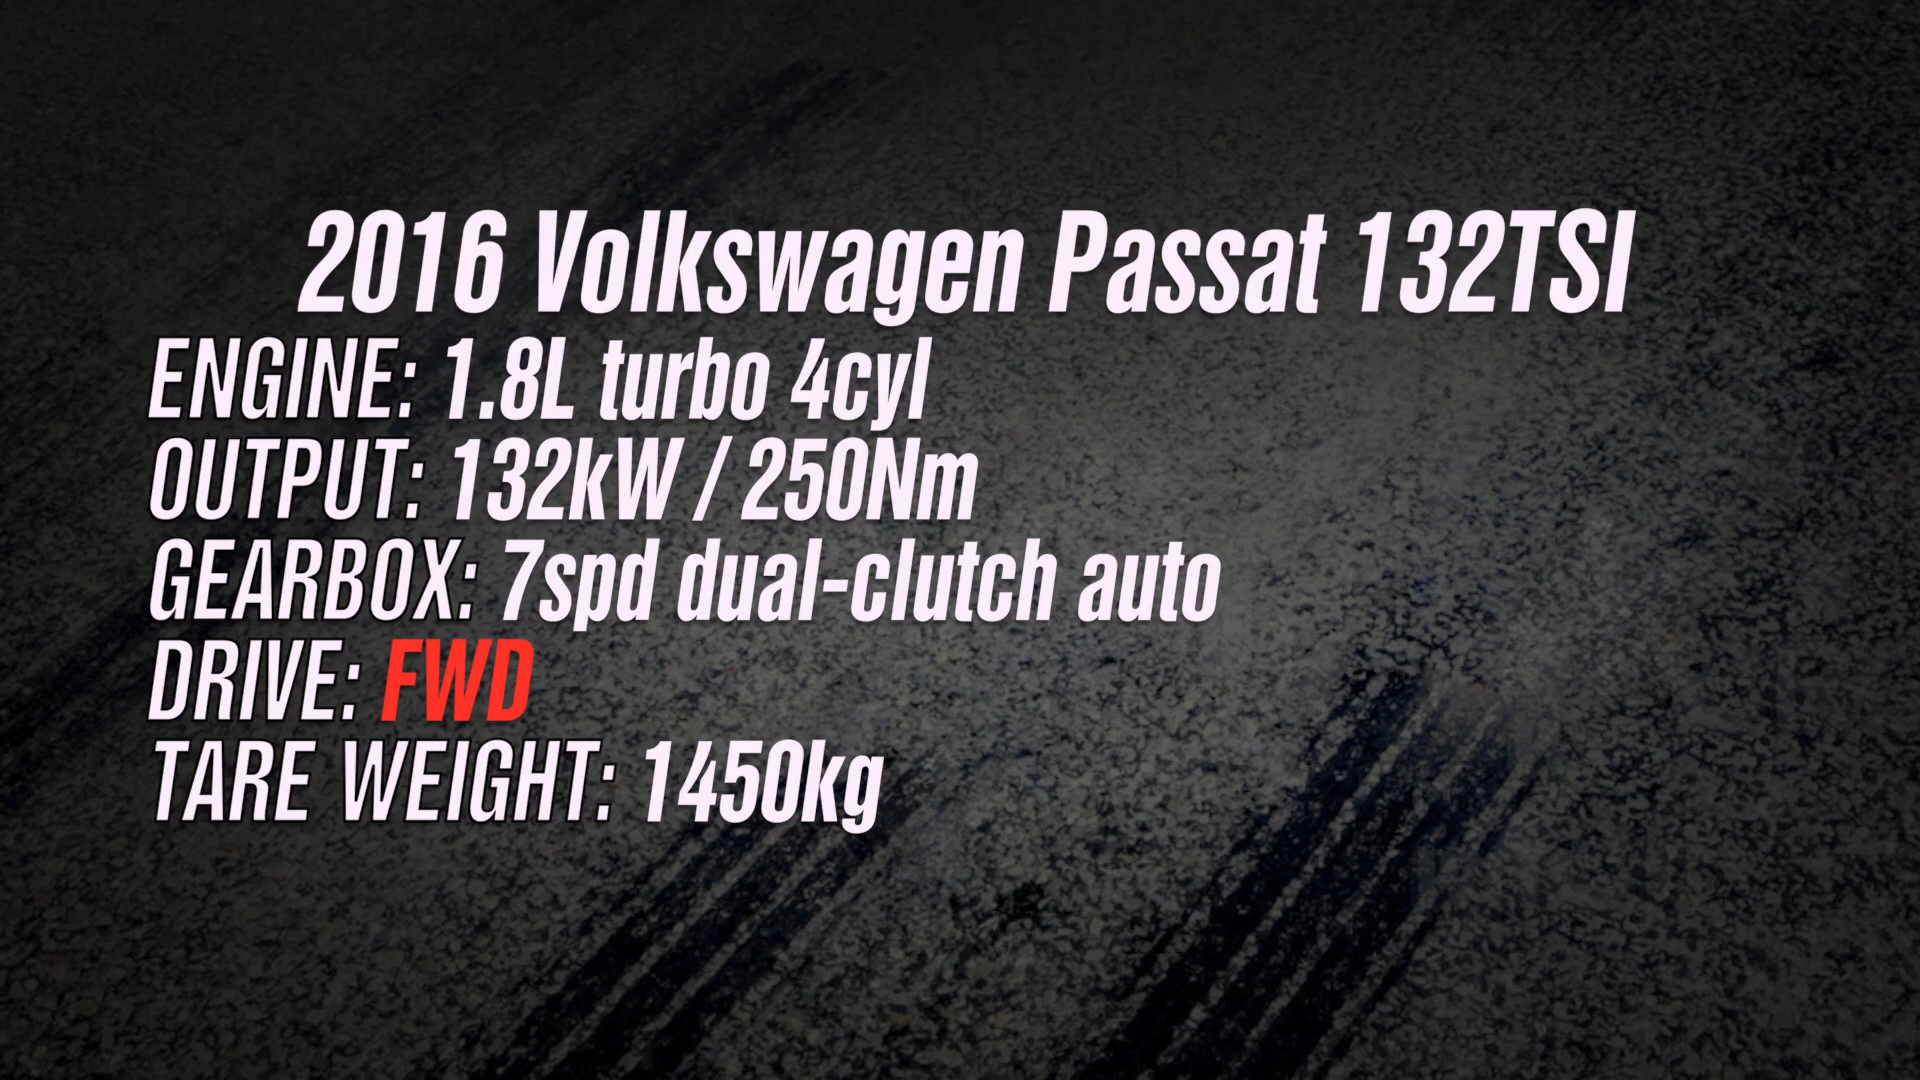 2016 Volkswagen Passat 132TSI
ENGINE: 1.8L turbo 4cyl
OUTPUT: 132kW / 250Nm
GEARBOX: 7spd dual-clutch auto
DRIVE: FWD
TARE WEIGHT: 1450kg